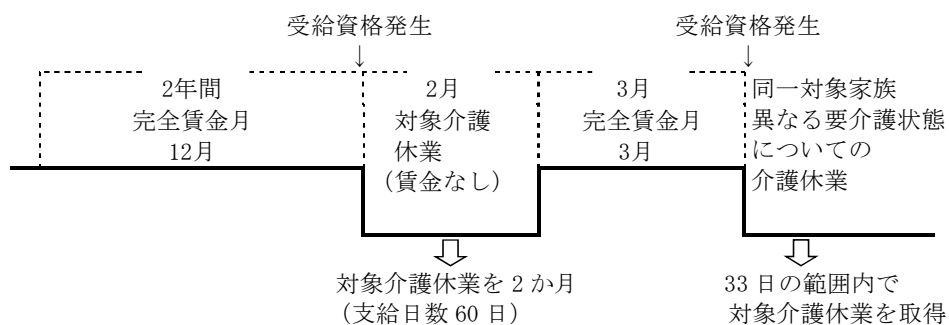 受給資格発生
受給資格発生
↓
↓
2年間
完全賃金月
12月
2月
対象介護
休業
（賃金なし）
3月
完全賃金月
3月
同一対象家族
異なる要介護状態
についての
介護休業
対象介護休業を2か月
（支給日数60日）
33日の範囲内で
対象介護休業を取得